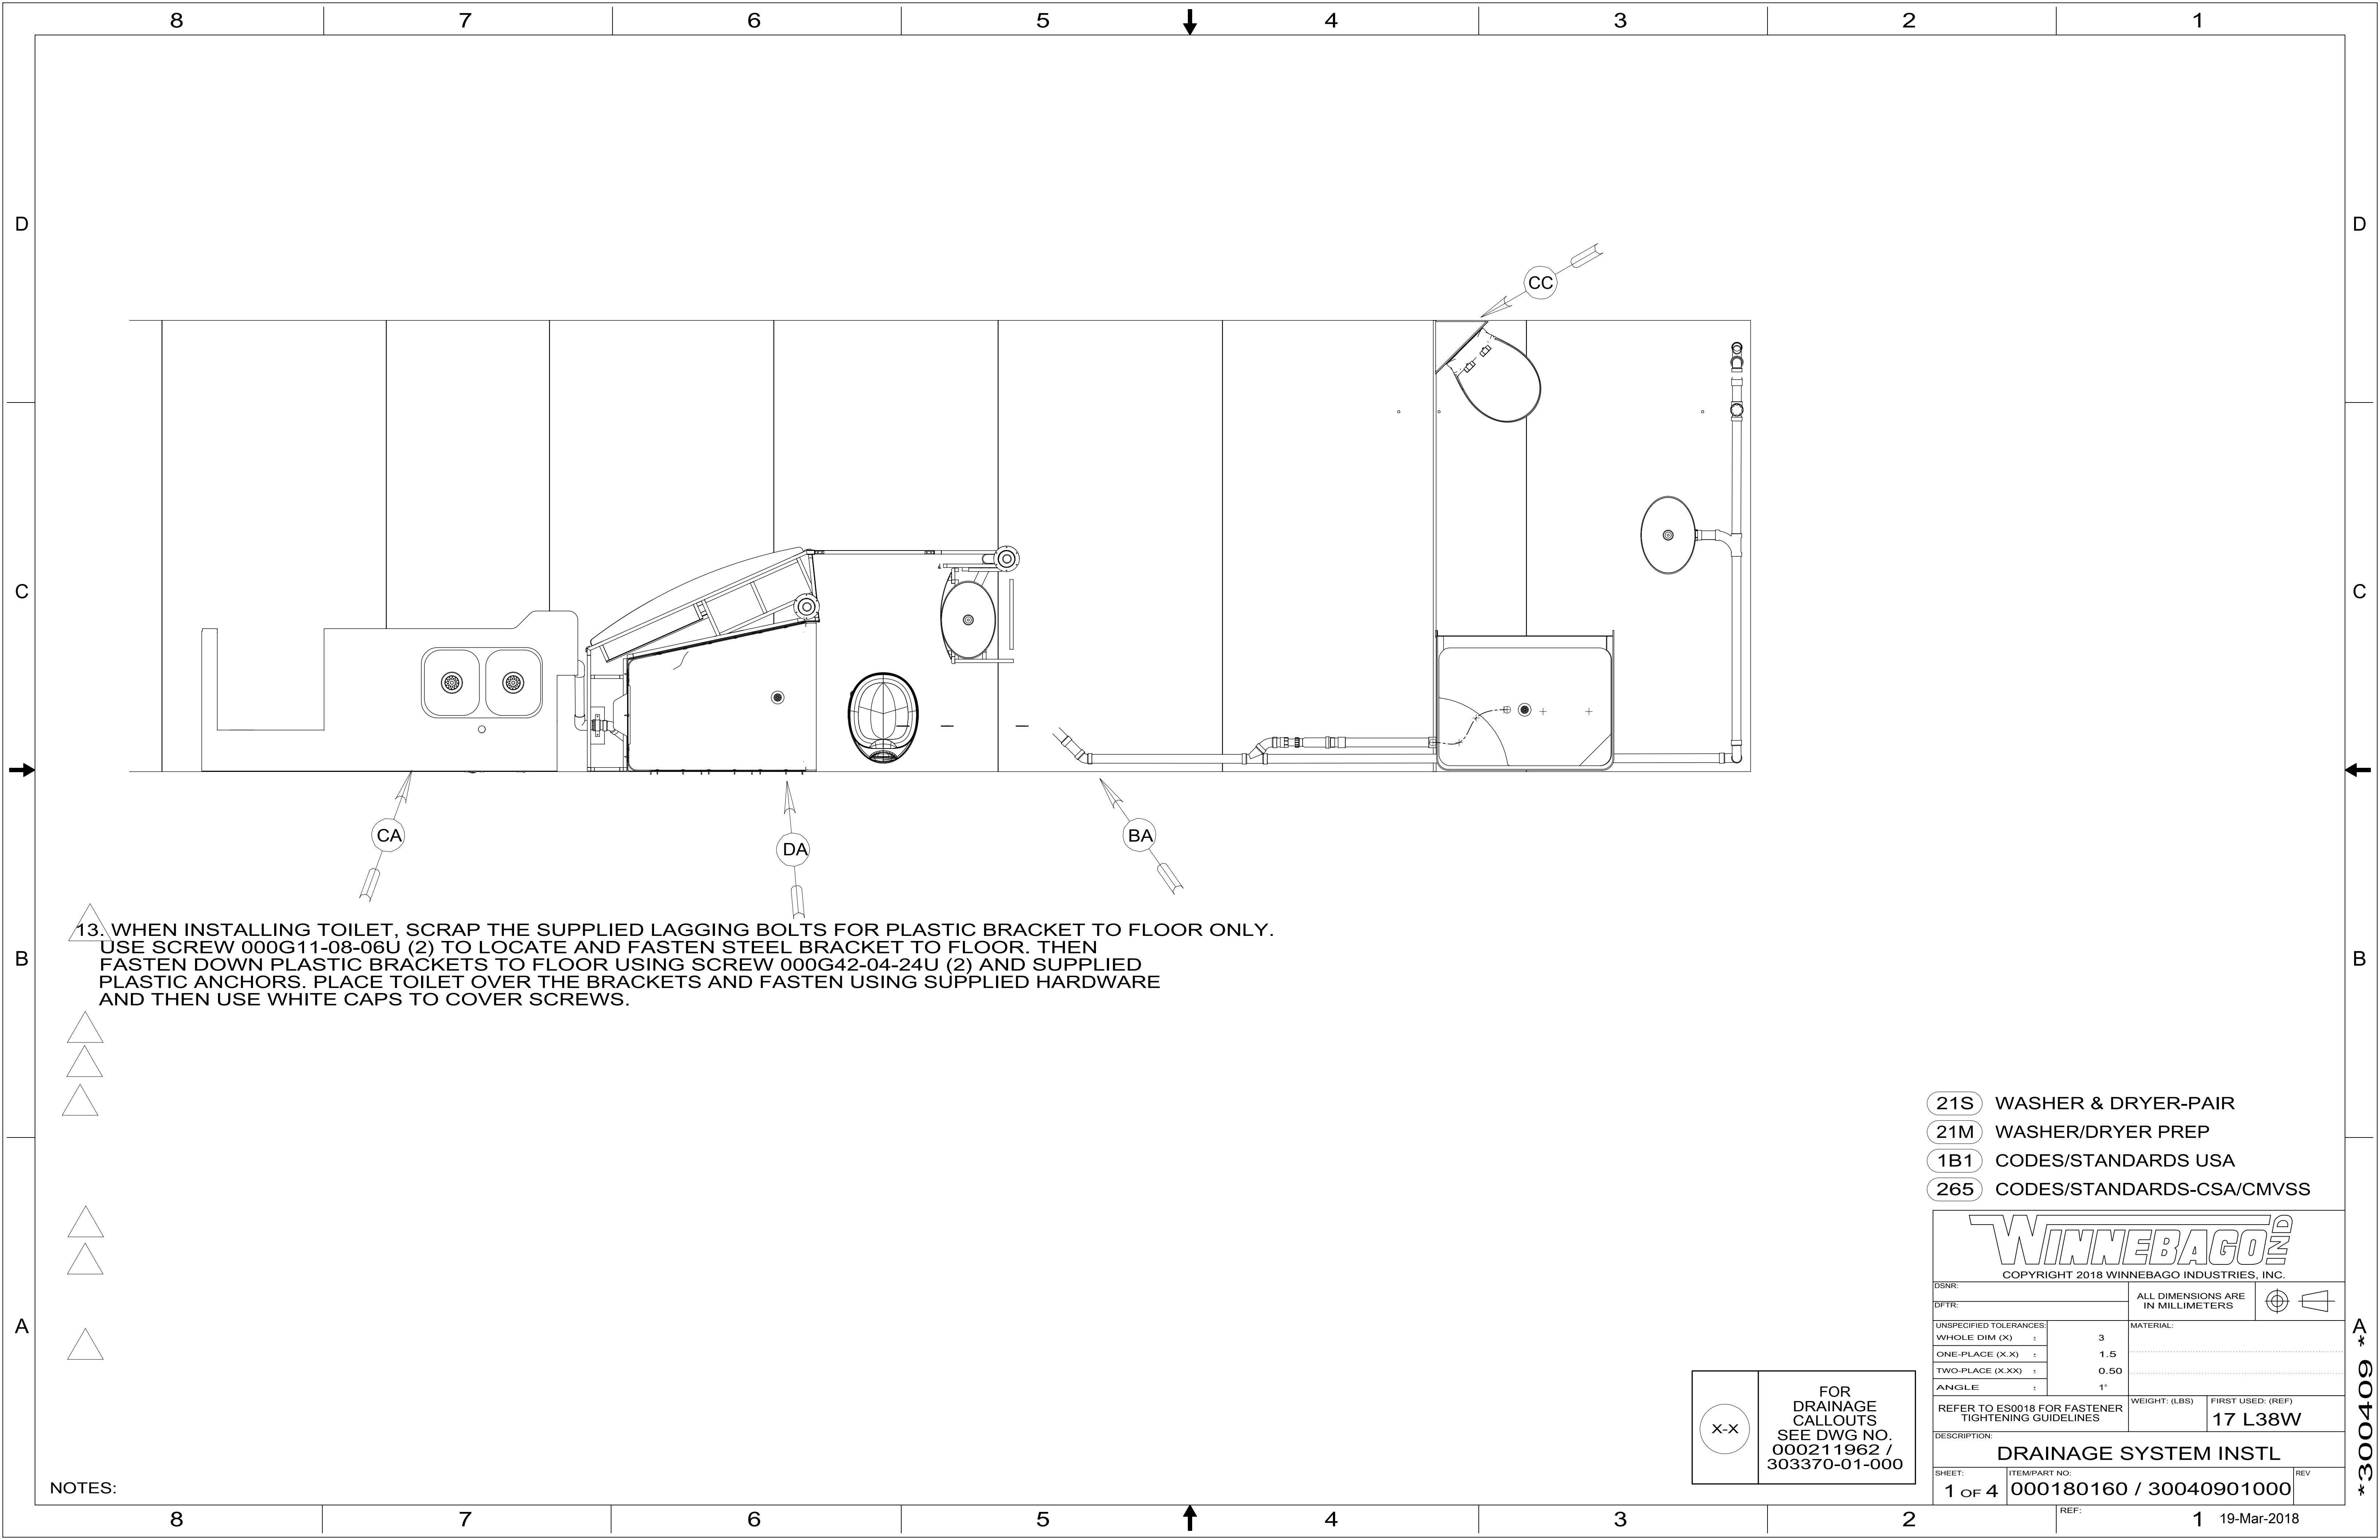 8 7 6 5 4 3 2 1
D D
CC
C C
CA
DA
BA
13. WHEN INSTALLING TOILET, SCRAP THE SUPPLIED LAGGING BOLTS FOR PLASTIC BRACKET TO FLOOR ONLY.
USE SCREW 000G11-08-06U (2) TO LOCATE AND FASTEN STEEL BRACKET TO FLOOR. THEN
FASTEN DOWN PLASTIC BRACKETS TO FLOOR USING SCREW 000G42-04-24U (2) AND SUPPLIED
PLASTIC ANCHORS. PLACE TOILET OVER THE BRACKETS AND FASTEN USING SUPPLIED HARDWARE
AND THEN USE WHITE CAPS TO COVER SCREWS.
B B
21S WASHER & DRYER-PAIR
21M WASHER/DRYER PREP
1B1 CODES/STANDARDS USA
265 CODES/STANDARDS-CSA/CMVSS
WINNEBAGO IND
COPYRIGHT 2018 WINNEBAGO INDUSTRIES, INC.
DSNR:
DFTR:
ALL DIMENSIONS ARE
IN MILLIMETERS
UNSPECIFIED TOLERANCES:
WHOLE DIM (X) ± 3
ONE-PLACE (X.X) ± 1.5
TWO-PLACE (X.XX) ± 0.50
ANGLE ± 1°
MATERIAL:
A A
*300409*
REFER TO ES0018 FOR FASTENER
TIGHTENING GUIDELINES
WEIGHT: (LBS)
FIRST USED: (REF)
17 L38W
DESCRIPTION:
DRAINAGE SYSTEM INSTL
SHEET:
1 OF 4
ITEM/PART NO:
000180160 / 30040901000
REV
X-X
FOR
DRAINAGE
CALLOUTS
SEE DWG NO.
000211962 /
303370-01-000
NOTES:
8 7 6 5 4 3 2 1
REF:
19-Mar-2018